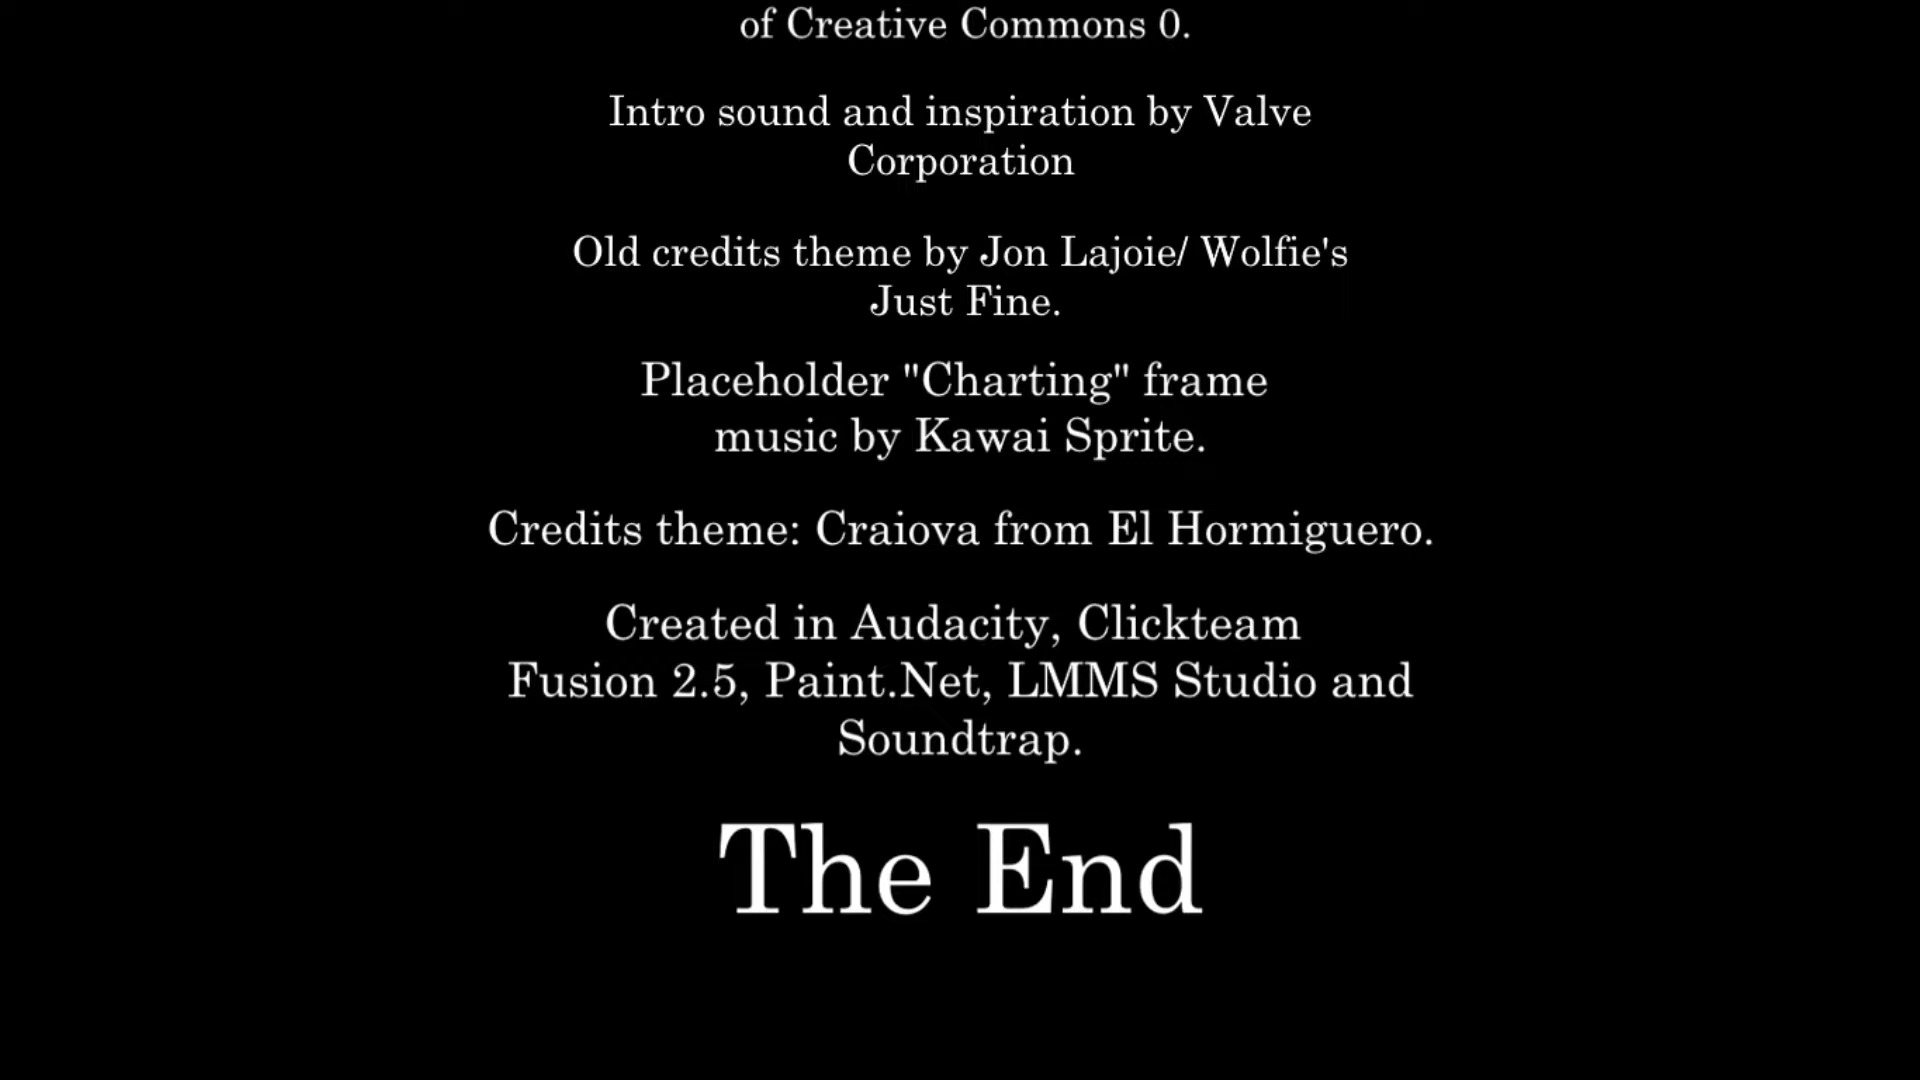 of Creative Commons 0.
Intro sound and inspiration by Valve
Corporation
Old credits theme by Jon Lajoie/ Wolfie's
Just Fine.
Placeholder "Charting" frame
music by Kawai Sprite.
Credits theme: Craiova from El Hormiguero.
Created in Audacity, Clickteam
Fusion 2.5, Paint.Net, LMMS Studio and
Soundtrap.
The End